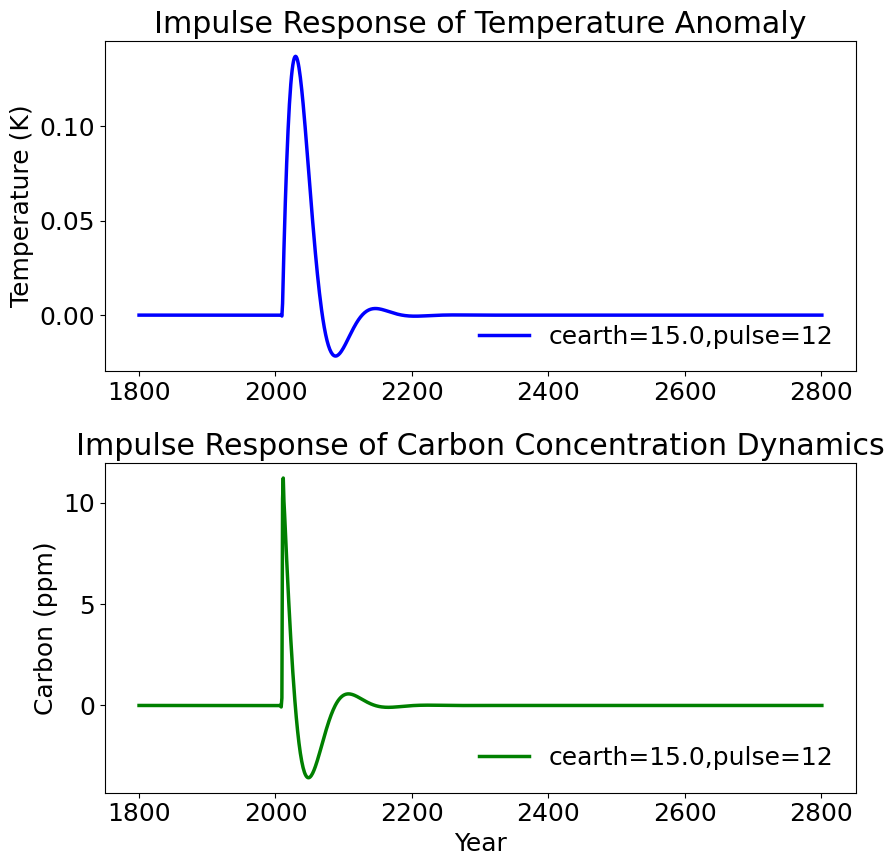 Impulse Response of Temperature Anomaly
Temperature (K)
0.10
0.05
0.00
cearth=15.0,pulse=12
1800 2000 2200 2400 2600 2800
Impulse Response of Carbon Concentration Dynamics
Carbon (ppm)
10
5
0
cearth=15.0,pulse=12
1800 2000 2200 2400 2600 2800
Year